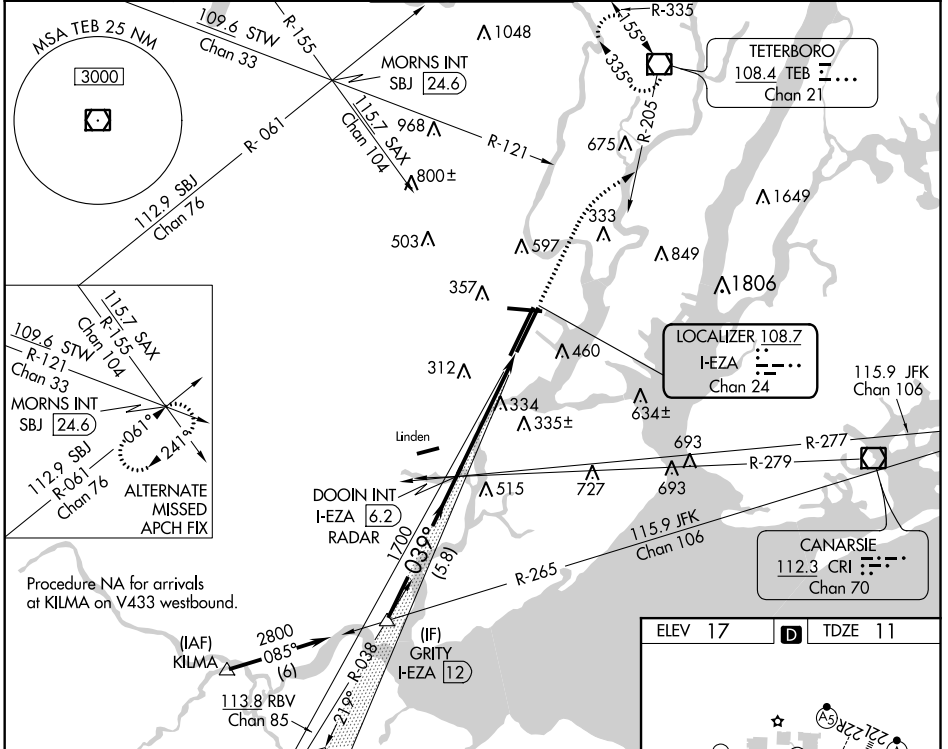 MSA TEB 25 NM
3000
109.6 STW
Chan 33
R-155
MORNS INT
SBJ 24.6
1048
968
115.7 SAX
Chan 104
800±
R-121
R-061
112.9 SBJ
Chan 76
R-335
155°
335°
TETERBORO
108.4 TEB
Chan 21
R-205
675
333
1649
503
597
849
357
1806
LOCALIZER 108.7
I-EZA
Chan 24
460
312
334
335±
634±
115.9 JFK
Chan 106
115.7 SAX
R-155
Chan 104
109.6 STW
R-121
Chan 33
MORNS INT
SBJ 24.6
061°
241°
112.9 SBJ
R-061
Chan 76
ALTERNATE
MISSED
APCH FIX
Linden
693
R-277
R-279
DOOIN INT
I-EZA 6.2
RADAR
515
727
693
1700
039°
(5.8)
115.9 JFK
Chan 106
R-265
CANARSIE
112.3 CRI
Chan 70
Procedure NA for arrivals
at KILMA on V433 westbound.
(IAF)
KILMA
2800
085°
(6)
(IF)
GRITY
I-EZA 12
R-038
219°
113.8 RBV
Chan 85
ELEV 17
D
TDZE 11
A5
22L
22R